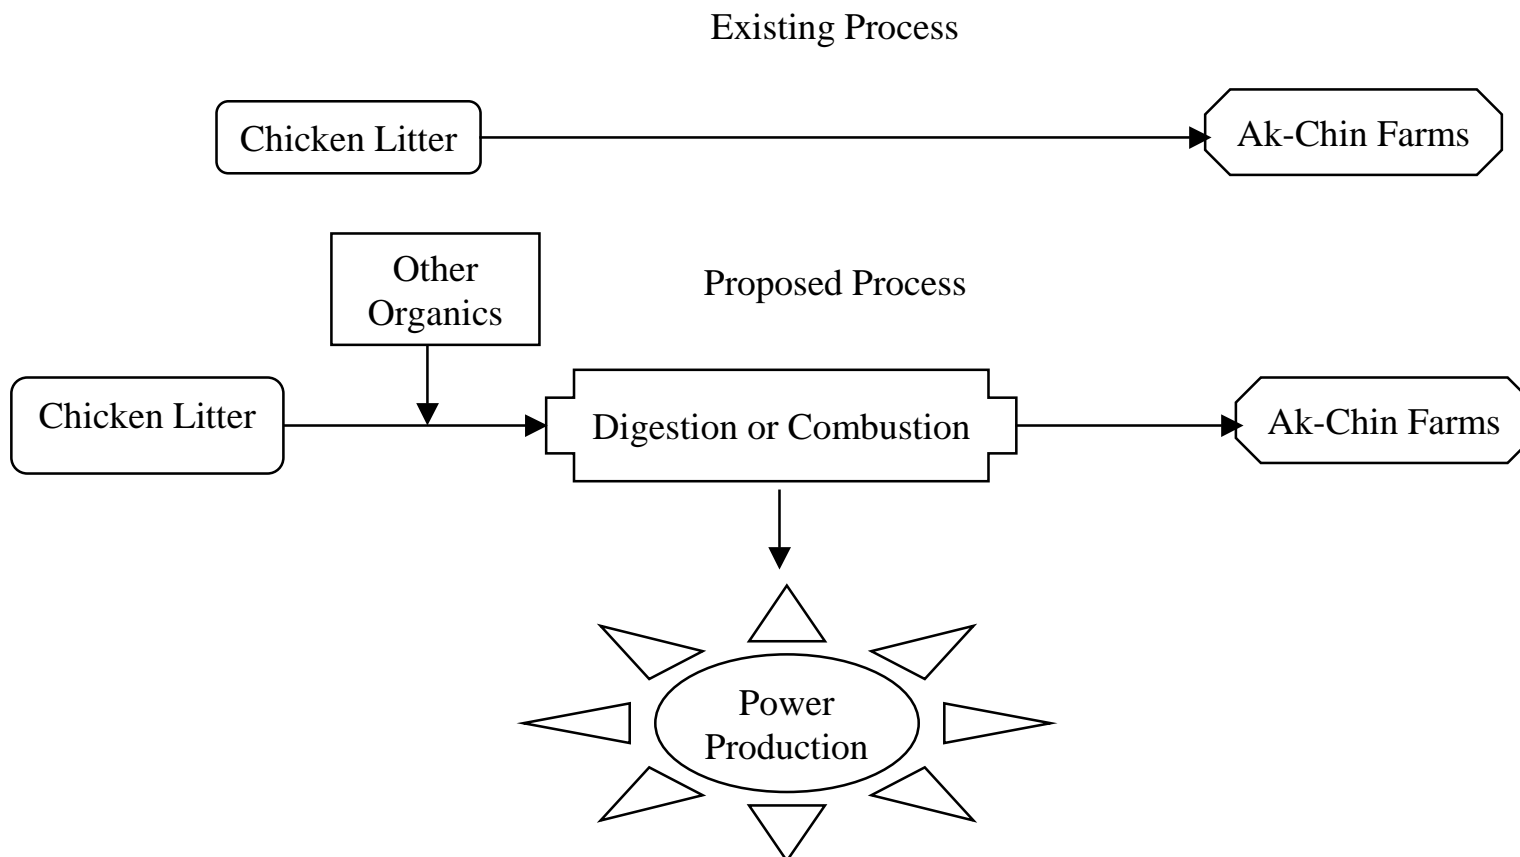 Existing Process
Chicken Litter
Ak-Chin Farms
Other
Organics
Proposed Process
Chicken Litter
Digestion or Combustion
Ak-Chin Farms
Power
Production